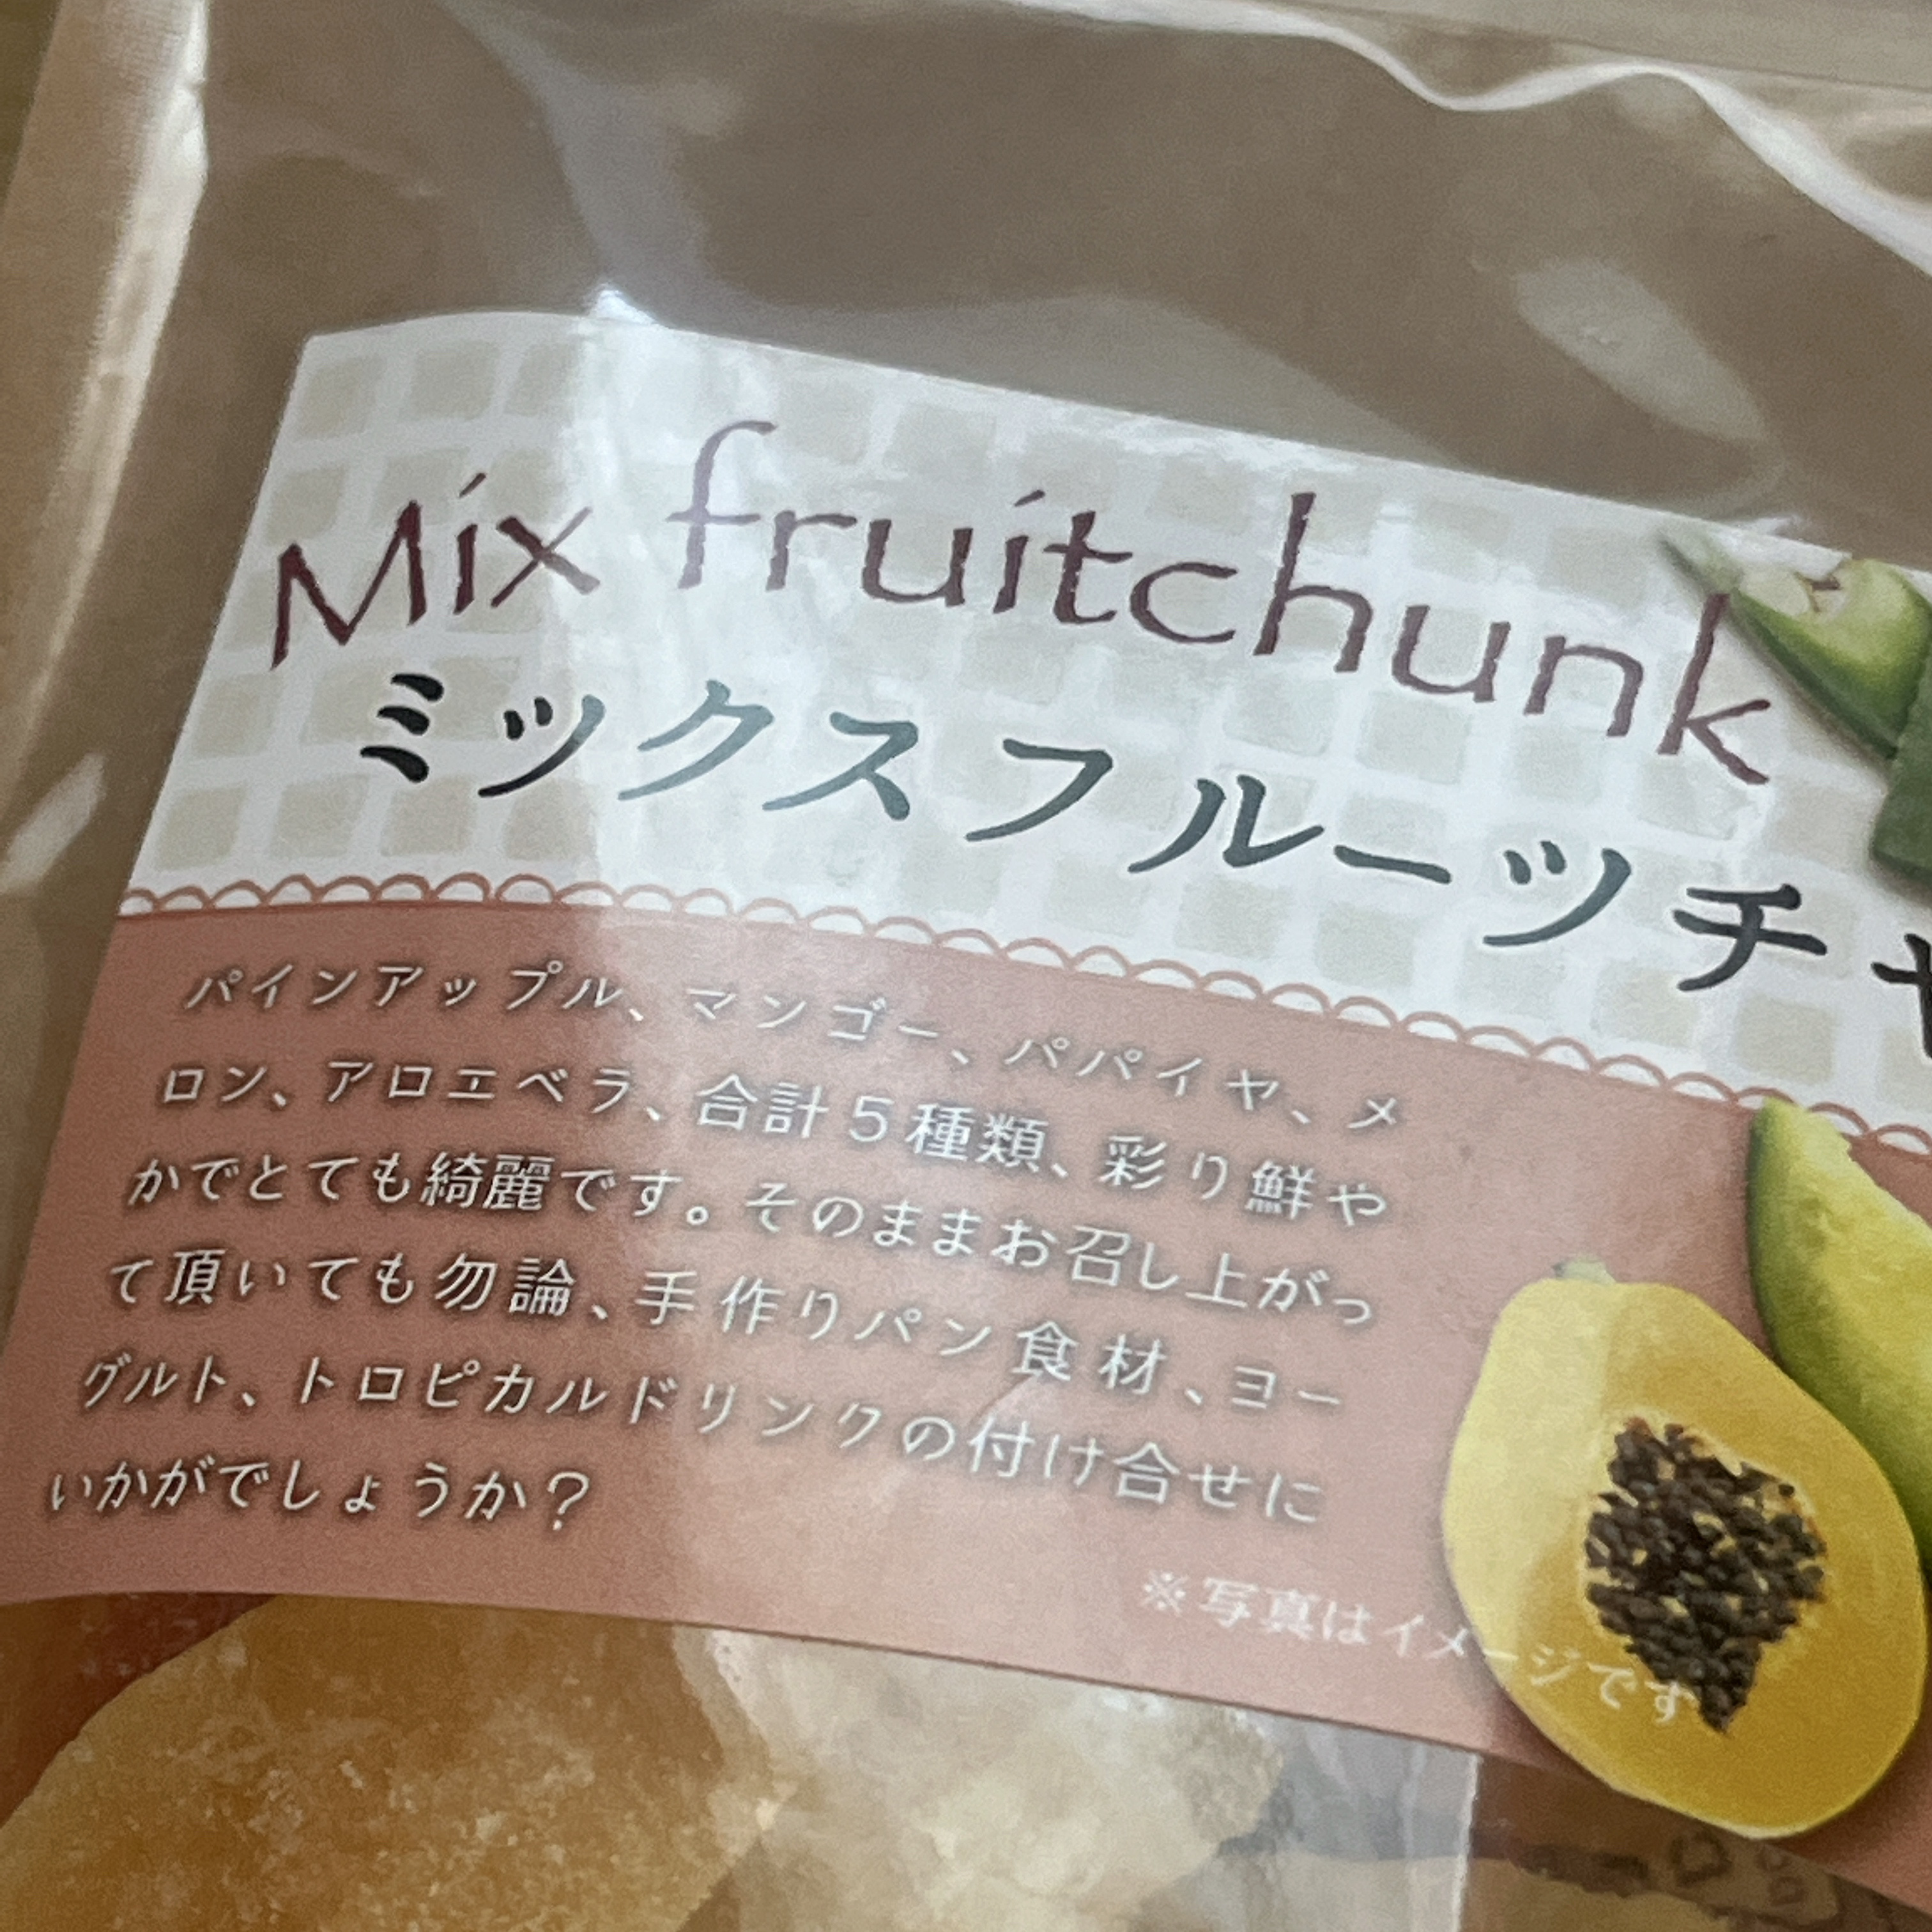 Mix fruitchunk
ミックスフルーツチャ
パインアップル、マンゴー、パパイヤ、メ
ロン、アロエベラ、合計5種類、彩り鮮や
かでとても綺麗です。そのままお召し上がっ
て頂いても勿論、手作りパン食材、ヨー
グルト、トロピカルドリンクの付け合せに
いかがでしょうか？
※写真はイメージです